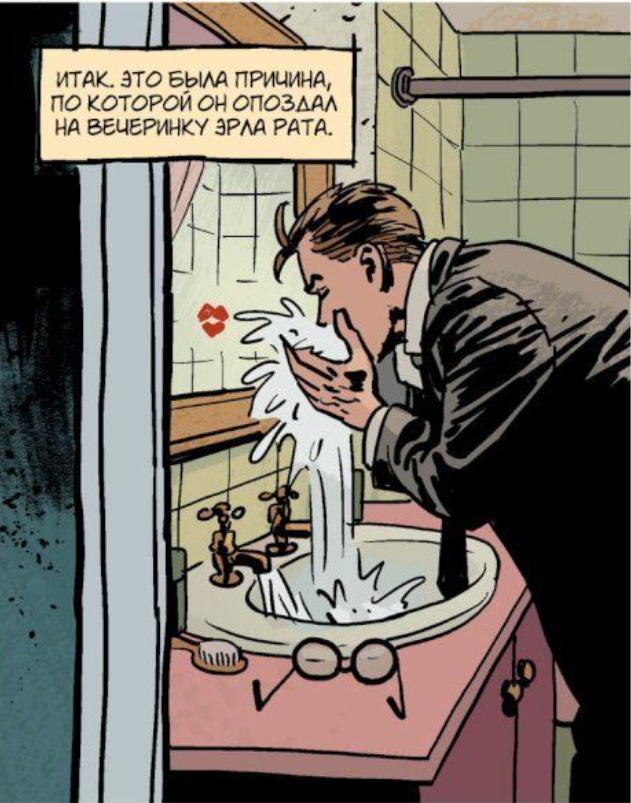 ИТАК. ЭТО БЫЛА ПРИЧИНА,
ПО КОТОРОЙ ОН ОПОЗДАЛ
НА ВЕЧЕРИНКУ ЭРЛА РАТА.